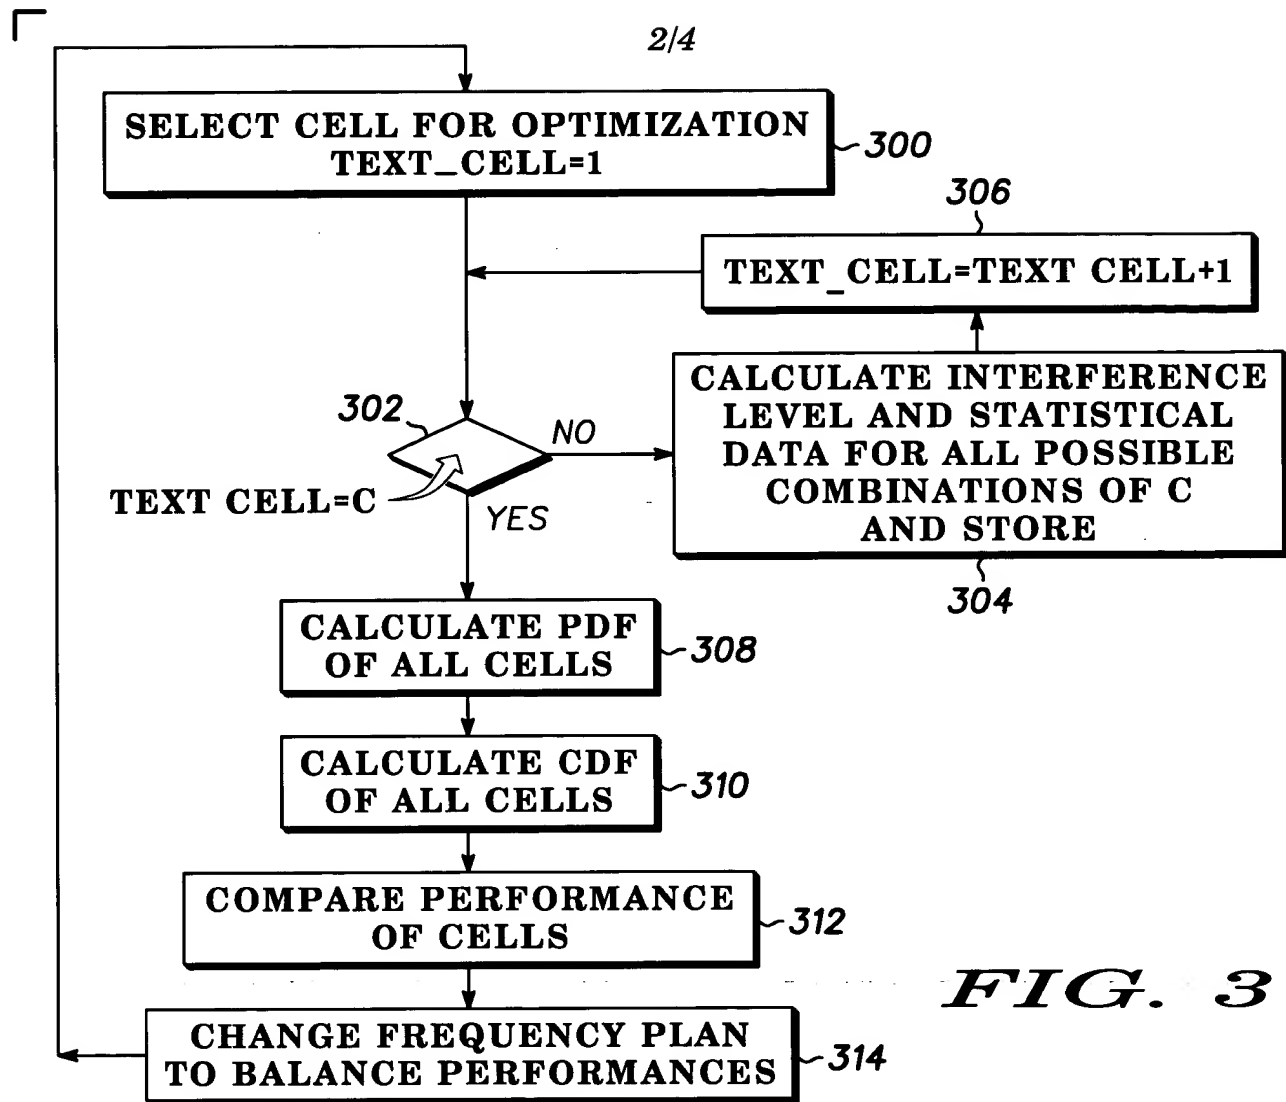 2/4
SELECT CELL FOR OPTIMIZATION
TEXT_CELL=1
300
306
TEXT_CELL=TEXT CELL+1
302
NO
TEXT CELL=C
YES
CALCULATE INTERFERENCE
LEVEL AND STATISTICAL
DATA FOR ALL POSSIBLE
COMBINATIONS OF C
AND STORE
304
CALCULATE PDF
OF ALL CELLS
308
CALCULATE CDF
OF ALL CELLS
310
COMPARE PERFORMANCE
OF CELLS
312
CHANGE FREQUENCY PLAN
TO BALANCE PERFORMANCES
314
FIG. 3